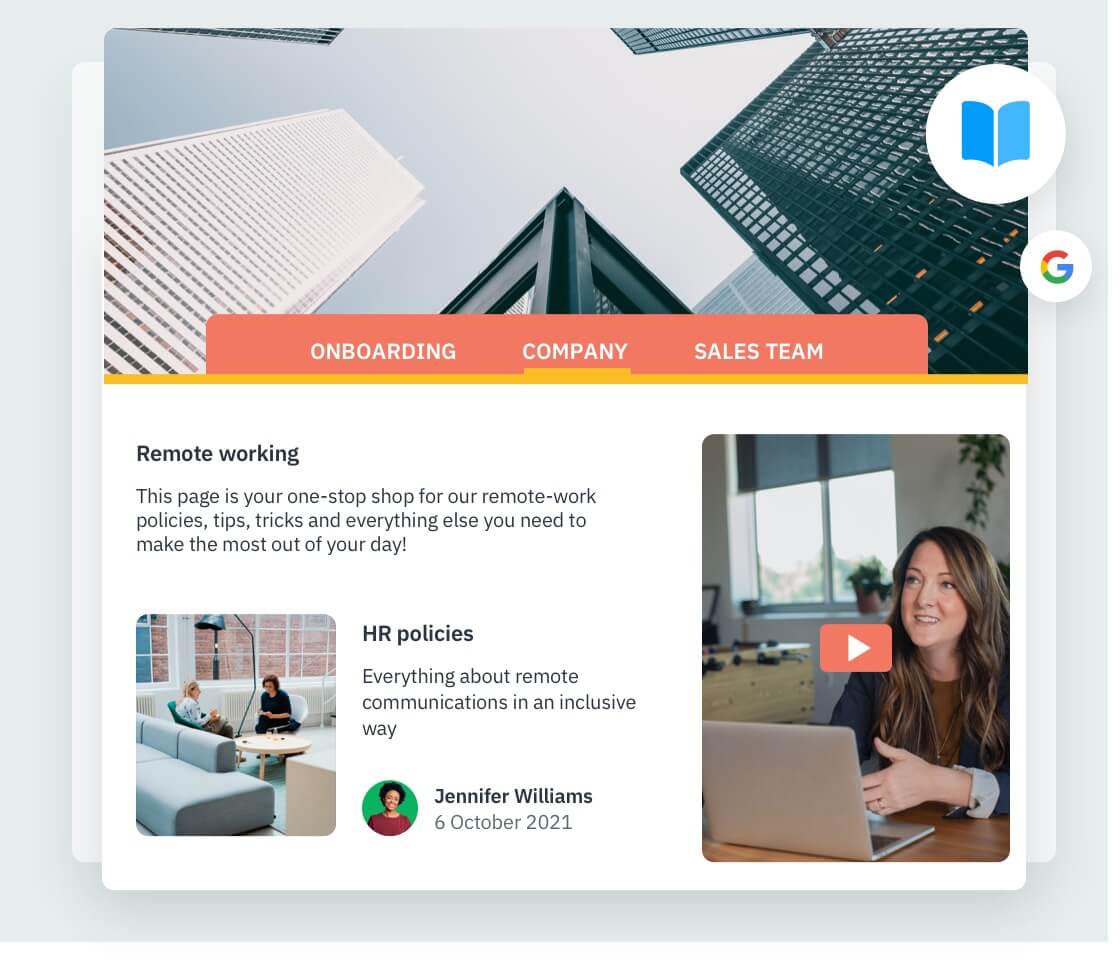 ONBOARDING COMPANY SALES TEAM
Remote working
This page is your one-stop shop for our remote-work
policies, tips, tricks and everything else you need to
make the most out of your day!
HR policies
Everything about remote
communications in an inclusive
way
Jennifer Williams
6 October 2021